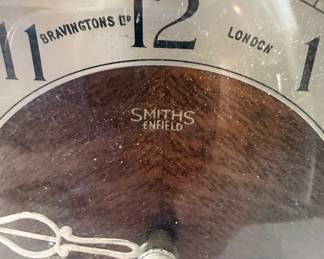 11 BRAVINGTONS LTD 12 LONDON 1
SMITHS
ENFIELD